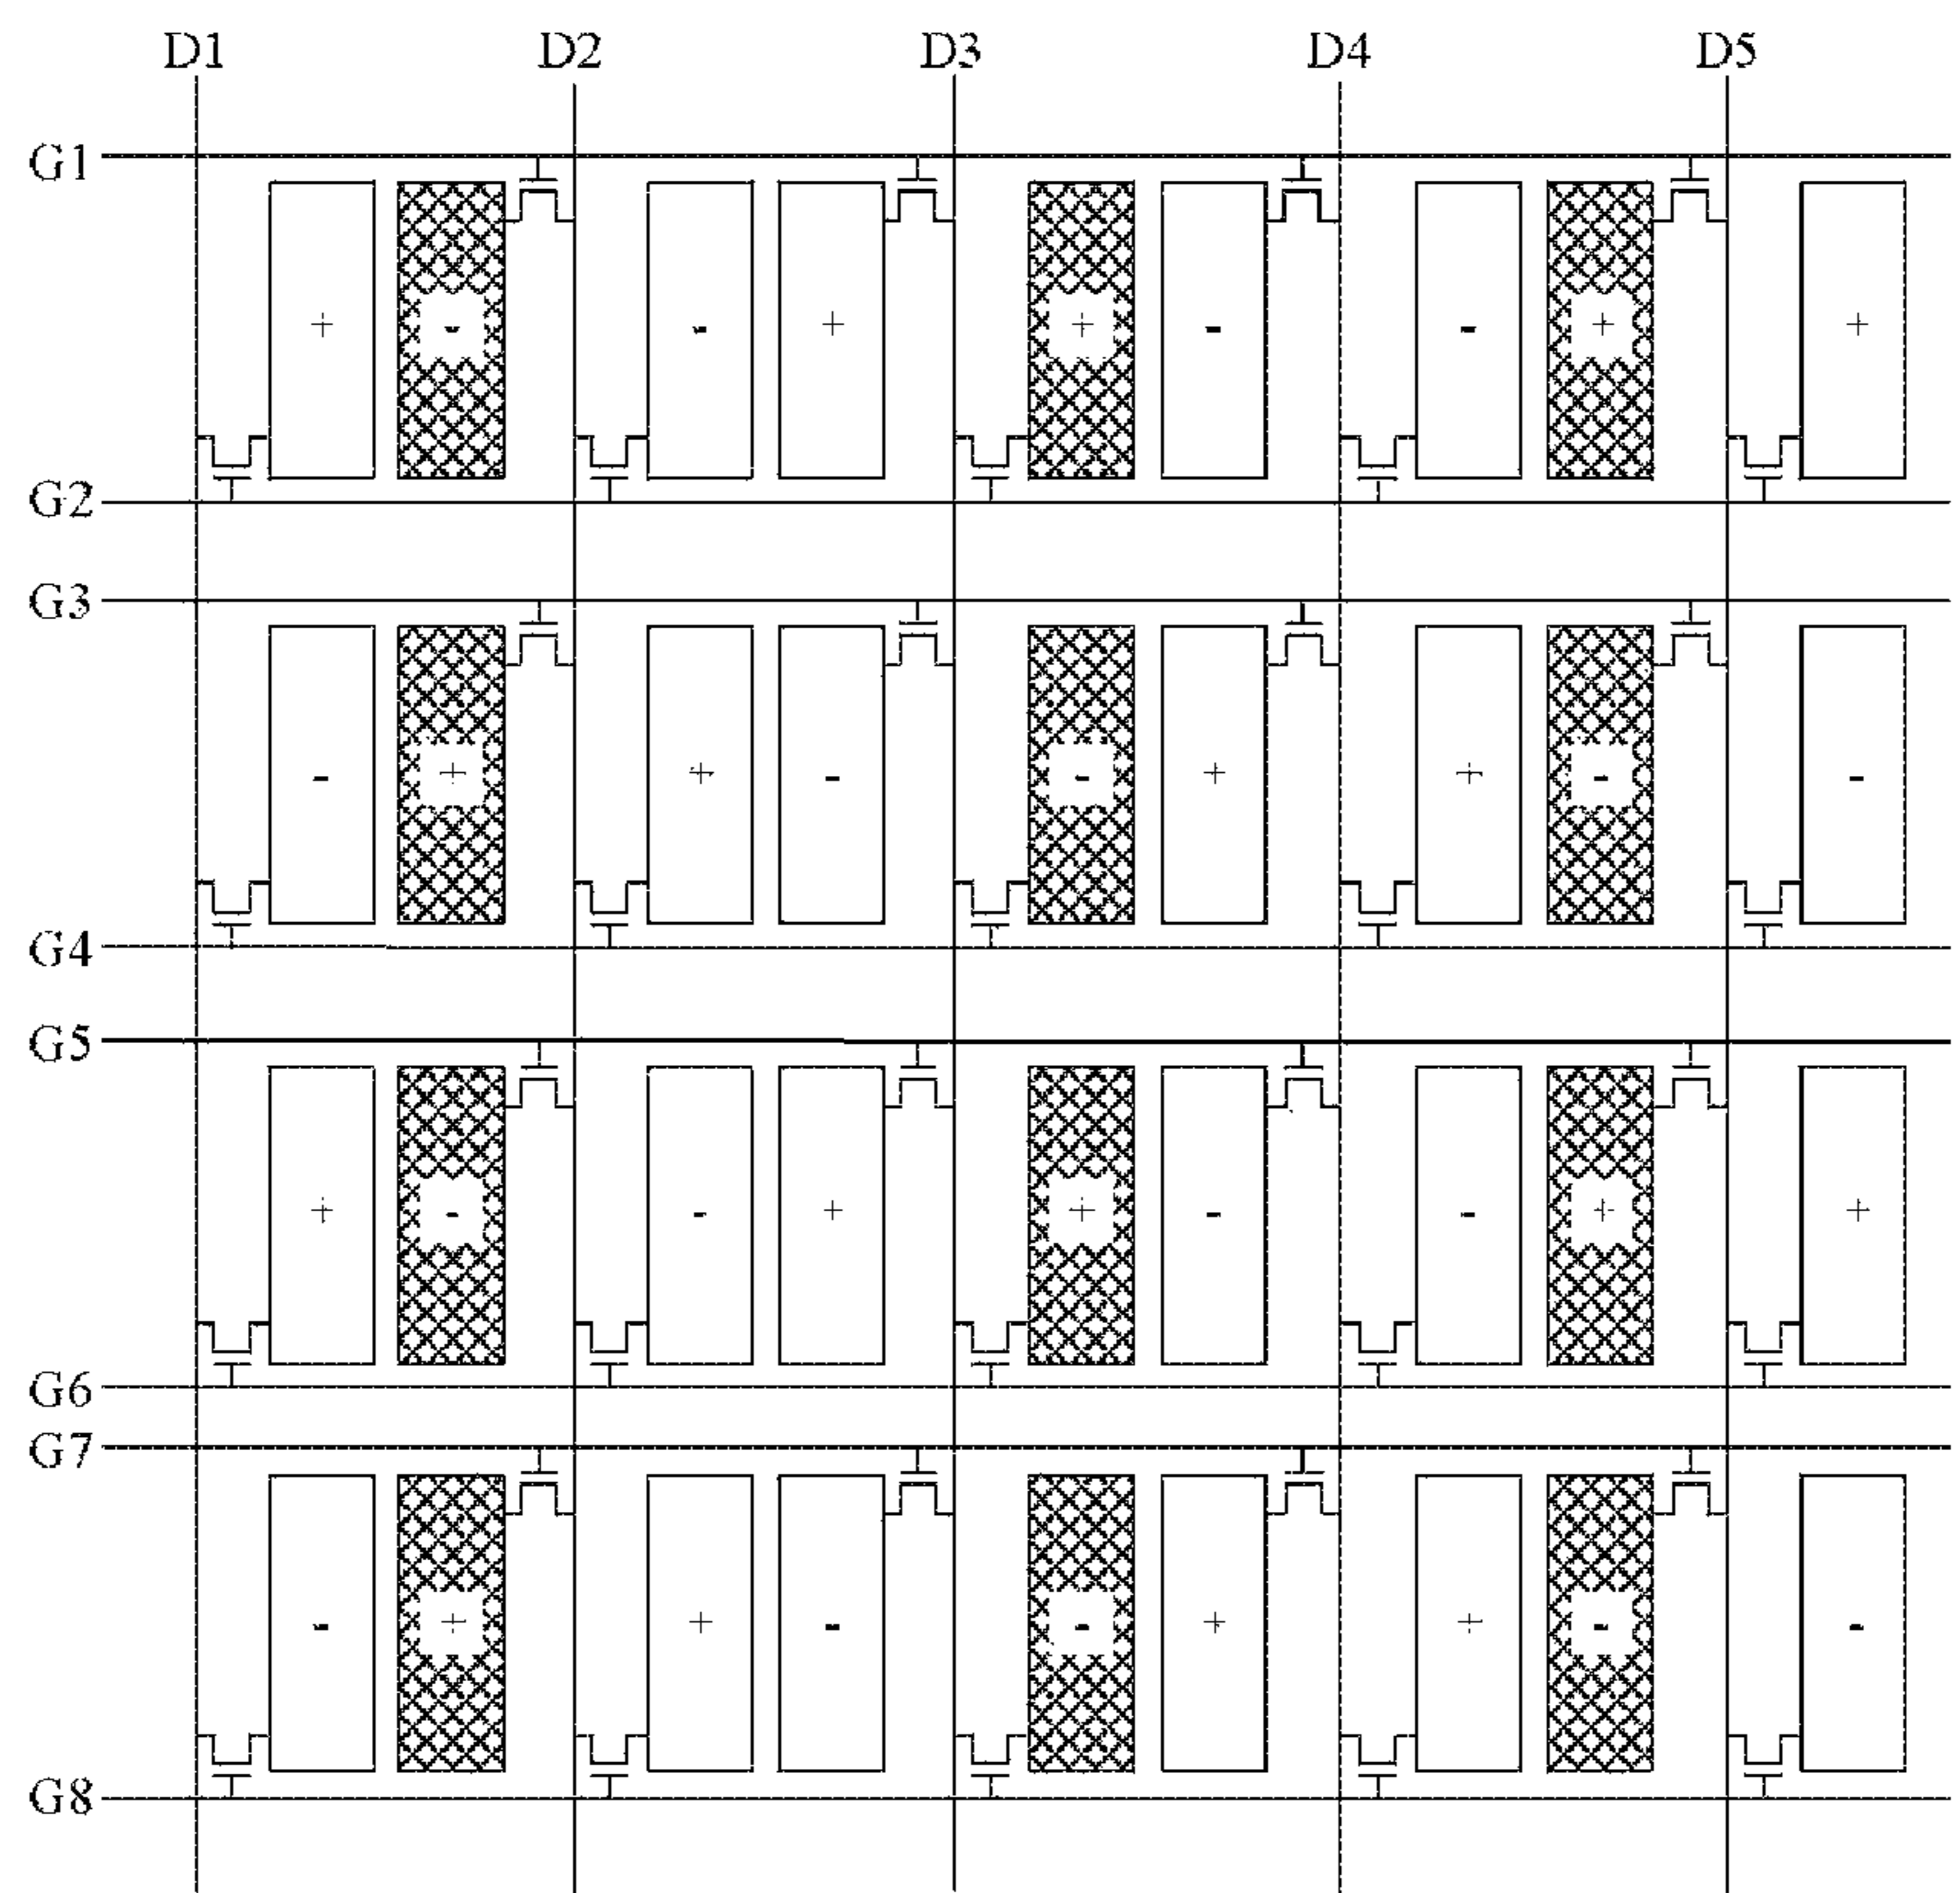 D1 D2 D3 D4 D5
G1
+ - - + + - - + +
G2
G3
- + + - - + + - -
G4
G5
+ - - + + - - + +
G6
G7
- + + - - + + - -
G8